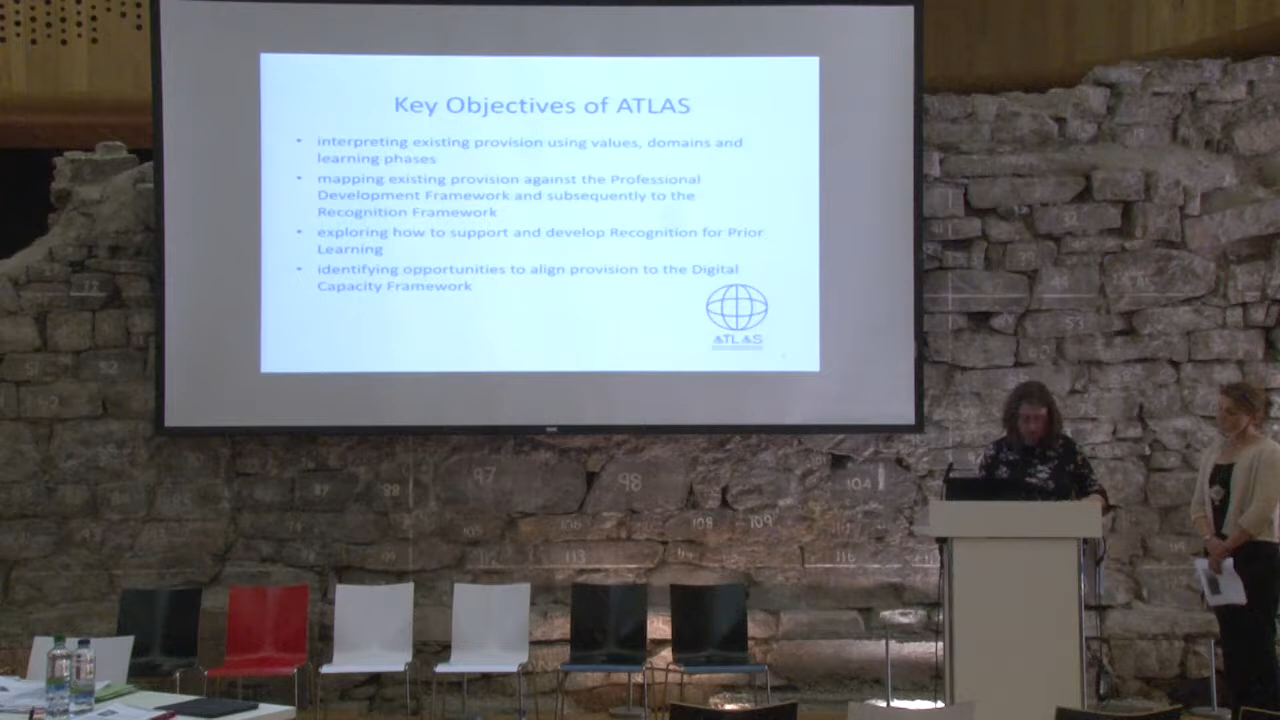 Key Objectives of ATLAS
• interpreting existing provision using values, domains and
learning phases
• mapping existing provision against the Professional
Development Framework and subsequently to the
Recognition Framework
• exploring how to support and develop Recognition for Prior
Learning
• identifying opportunities to align provision to the Digital
Capacity Framework
ATLAS
97
98
104
108
109
113
116